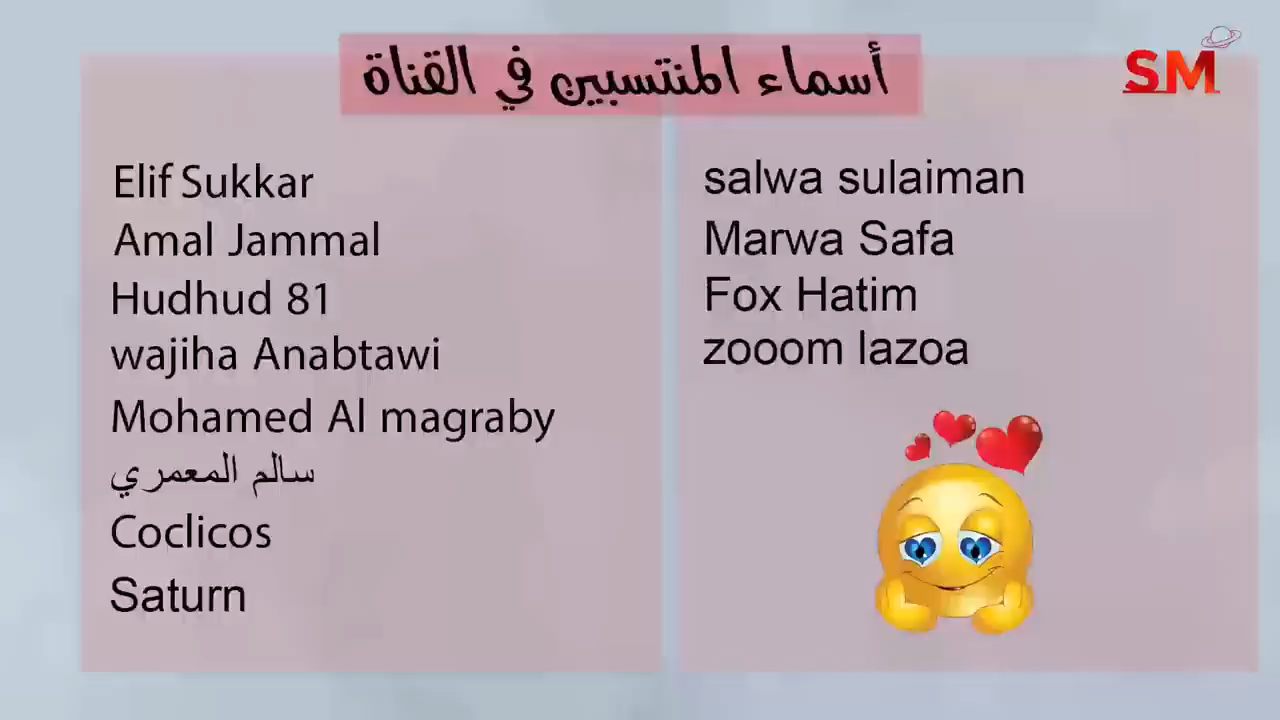 أسماء المنتسبين في القناة
SM
Elif Sukkar
Amal Jammal
Hudhud 81
wajiha Anabtawi
Mohamed Al magraby
سالم المعمري
Coclicos
Saturn
salwa sulaiman
Marwa Safa
Fox Hatim
zooom lazoa